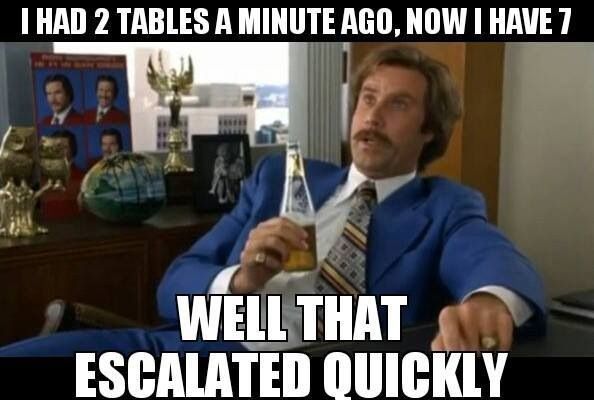 I HAD 2 TABLES A MINUTE AGO, NOW I HAVE 7
WELL THAT
ESCALATED QUICKLY